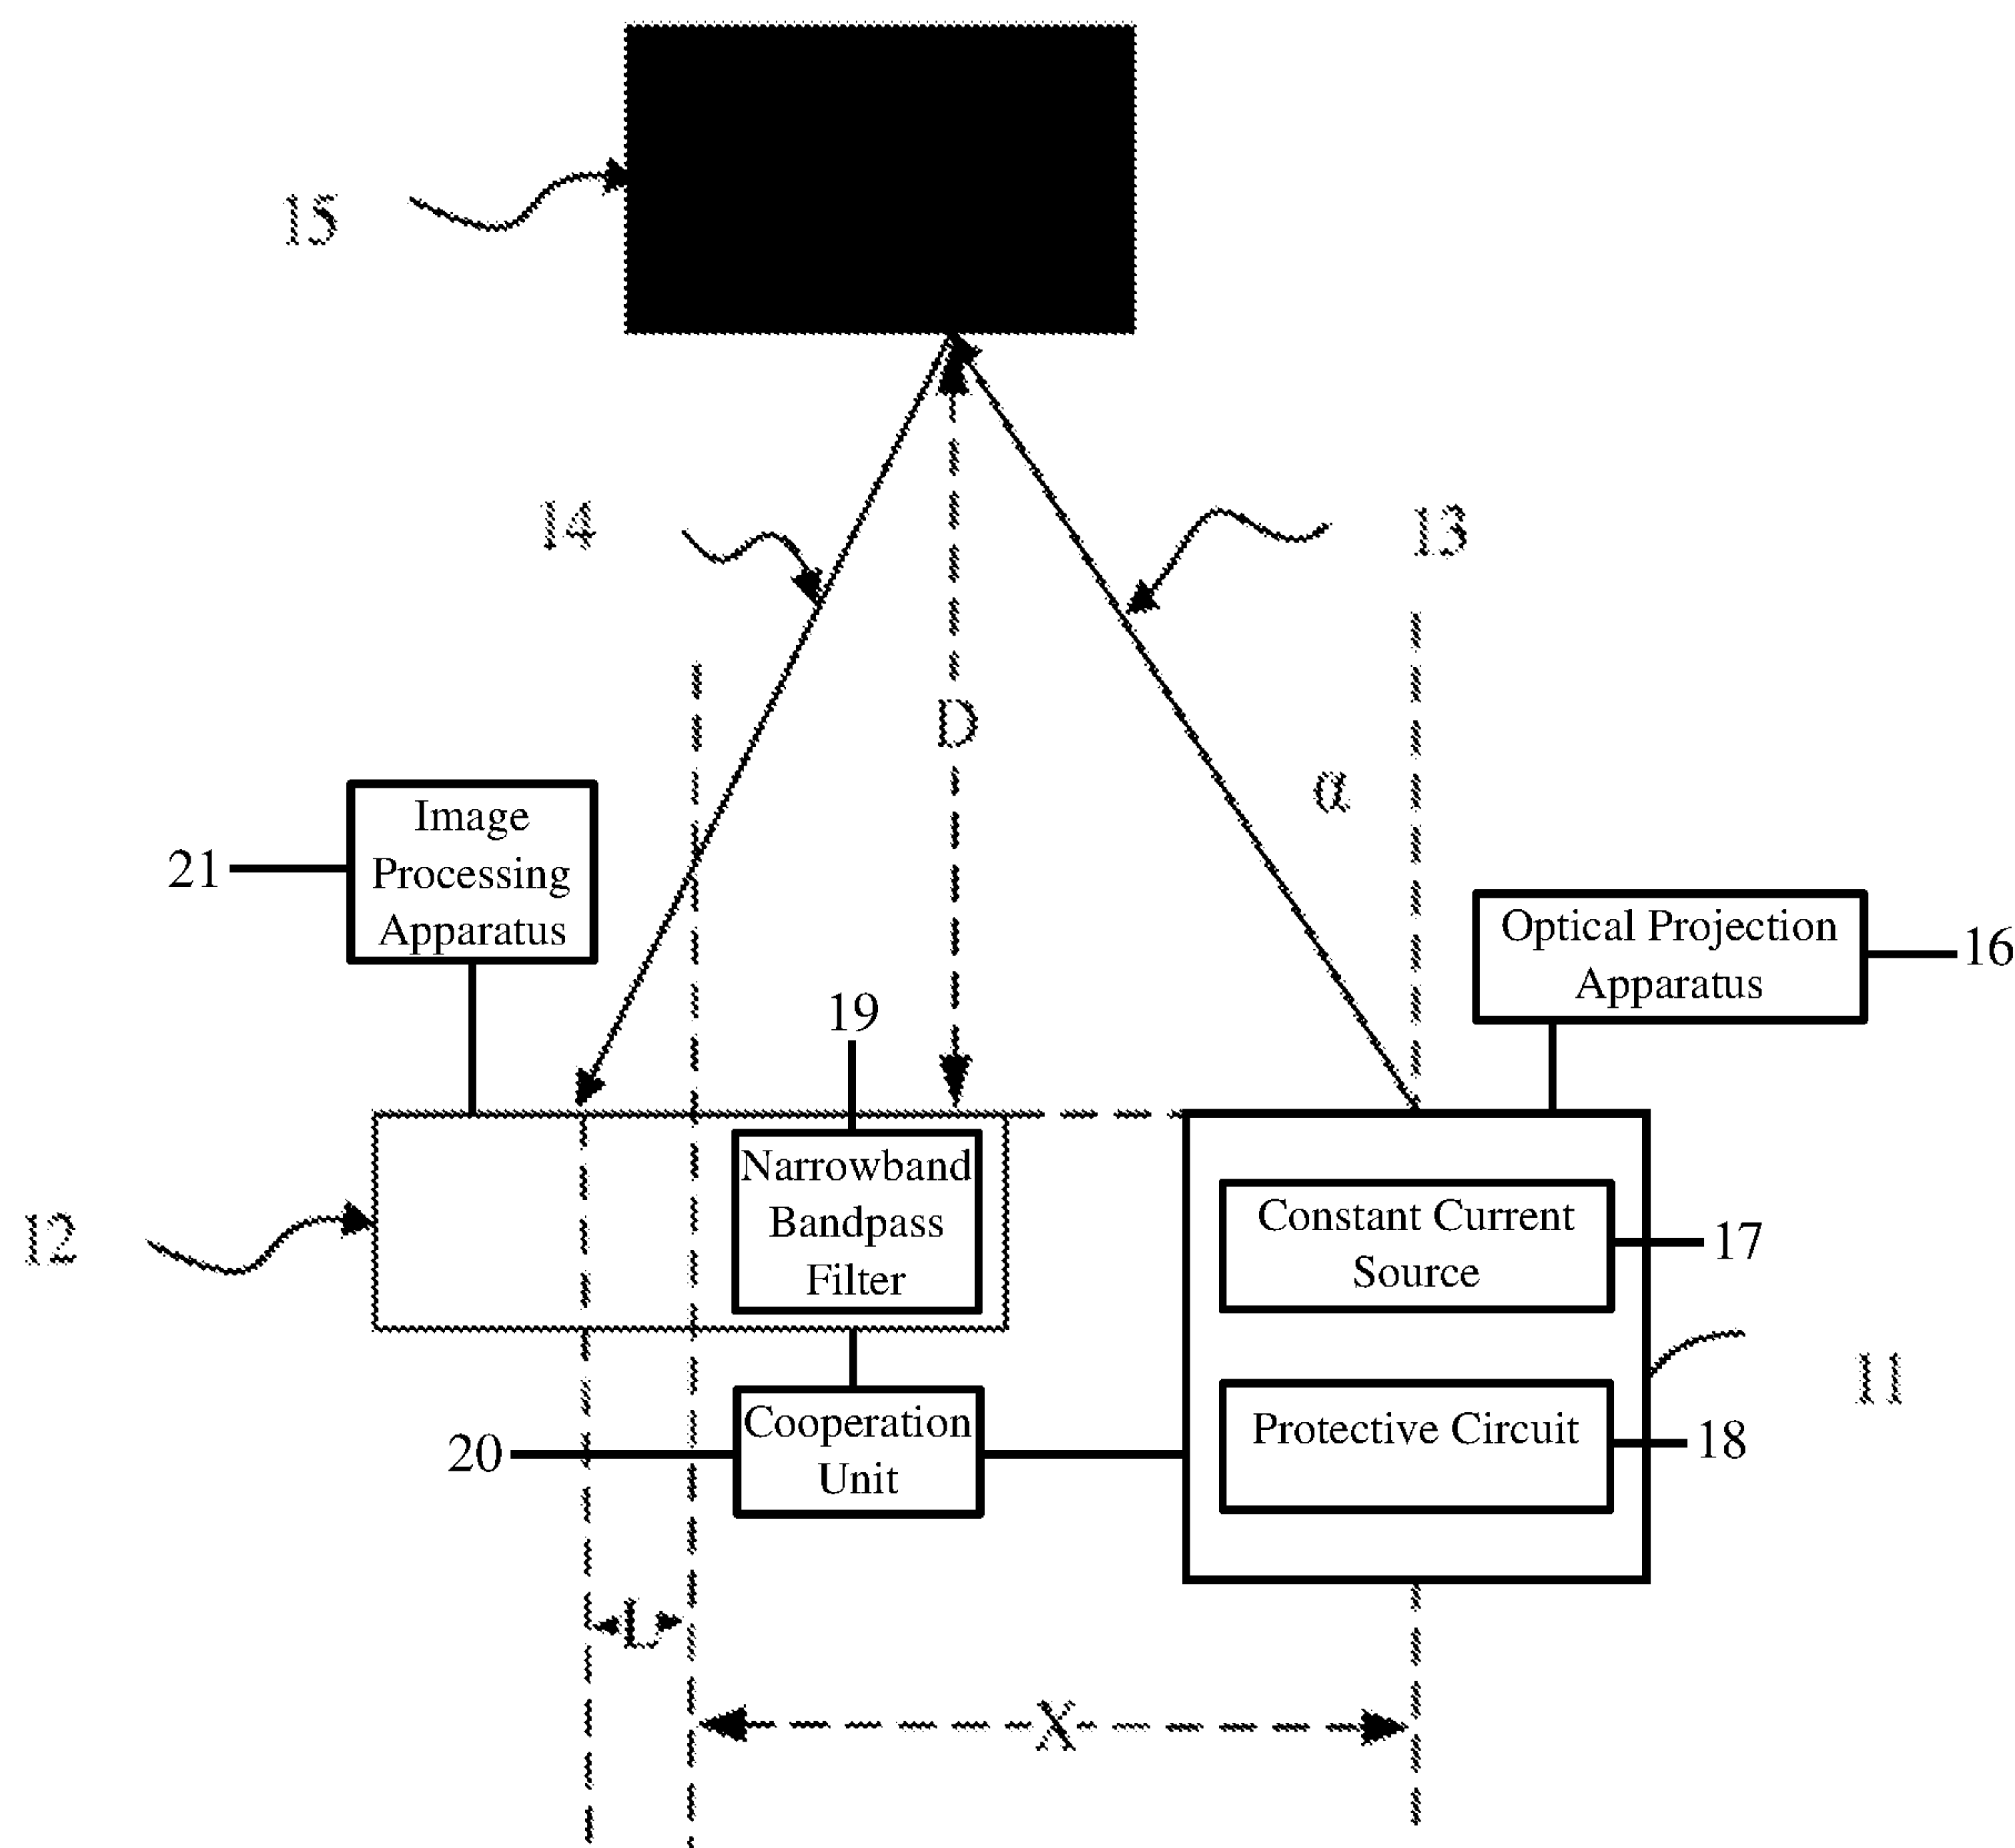 15
14
13
D
α
Image
Processing
Apparatus
21
Optical Projection
Apparatus
16
19
Narrowband
Bandpass
Filter
12
Constant Current
Source
17
11
Cooperation
Unit
20
Protective Circuit
18
L
X